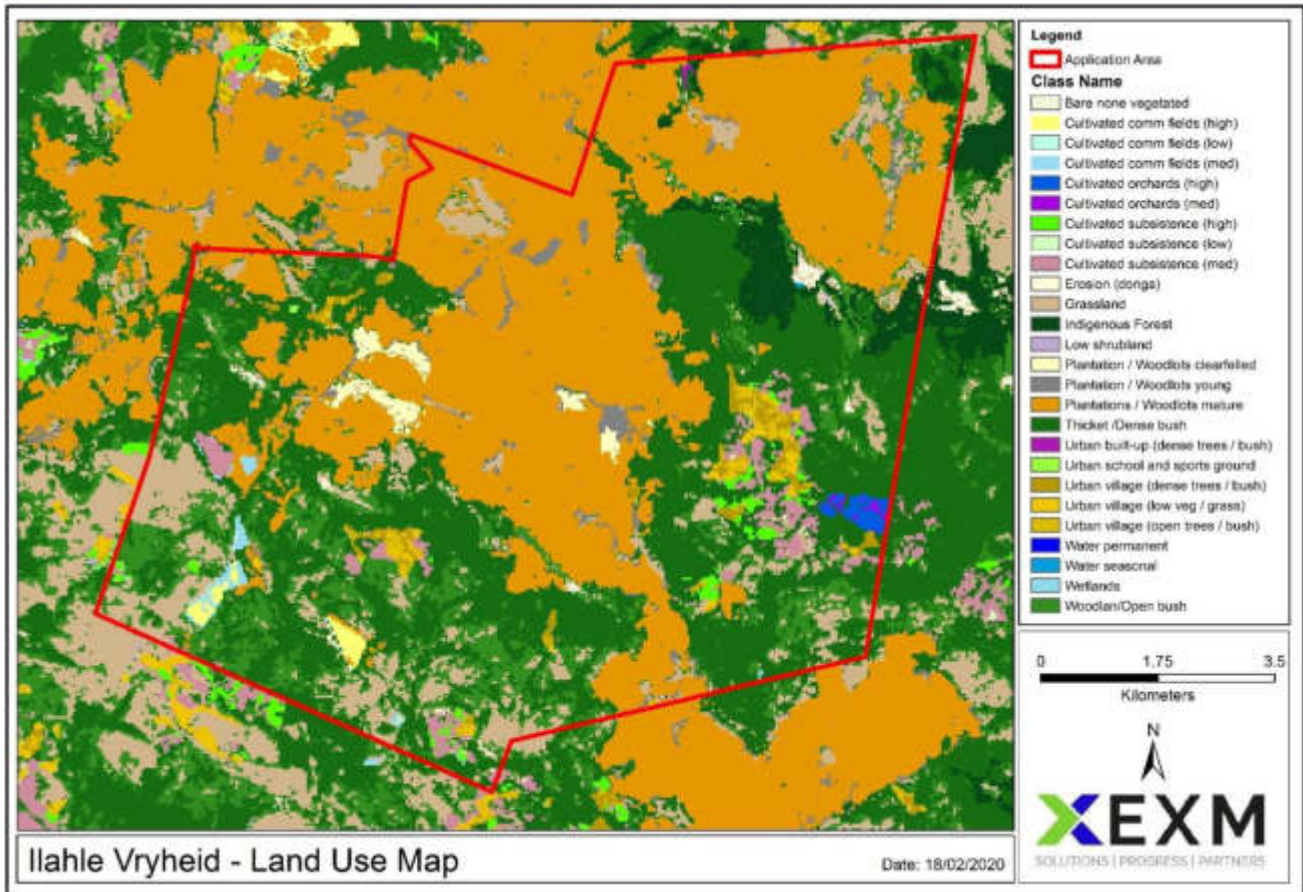 Legend
Application Area
Class Name
Bare none vegetated
Cultivated comm fields (high)
Cultivated comm fields (low)
Cultivated comm fields (med)
Cultivated orchards (high)
Cultivated orchards (med)
Cultivated subsistence (high)
Cultivated subsistence (low)
Cultivated subsistence (med)
Erosion (donga)
Grassland
Indigenous Forest
Low shrubland
Plantation / Woodlots clearfelled
Plantation / Woodlots young
Plantations / Woodlots mature
Thicket /Dense bush
Urban built-up (dense trees / bush)
Urban school and sports ground
Urban village (dense trees / bush)
Urban village (low veg / grass)
Urban village (open trees / bush)
Water permanent
Water seasonal
Wetlands
Woodlan/Open bush
0 1.75 3.5
Kilometers
N
EXM
SOLUTIONS | PROGRESS | PARTNERS
Ilahle Vryheid - Land Use Map
Date: 18/02/2020